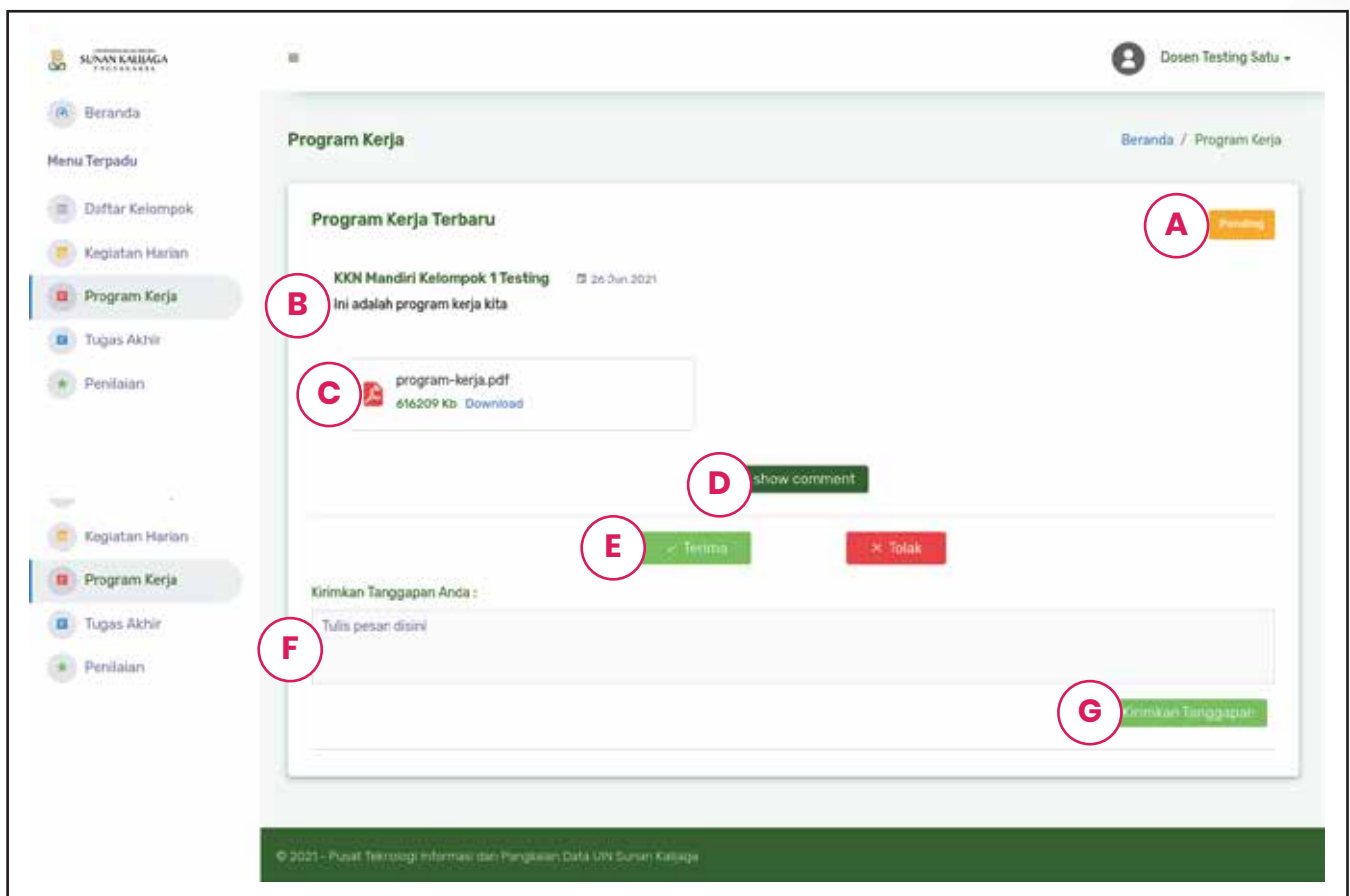 SUNAN KALIJAGA
YOGYAKARTA
Dosen Testing Satu
Beranda
Menu Terpadu
Daftar Kelompok
Kegiatan Harian
Program Kerja
Tugas Akhir
Penilaian
Kegiatan Harian
Program Kerja
Tugas Akhir
Penilaian
Program Kerja
Beranda / Program Kerja
Program Kerja Terbaru
A
Pending
KKN Mandiri Kelompok 1 Testing 26 Jun 2021
B
Ini adalah program kerja kita
C
program-kerja.pdf
616209 Kb Download
D
show comment
E
Terima
Tolak
Kirimkan Tanggapan Anda :
F
Tulis pesan disini
G
Kirimkan Tanggapan
© 2021 - Pusat Teknologi Informasi dan Pangkalan Data UIN Sunan Kalijaga